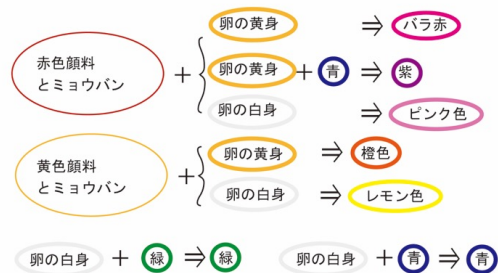 卵の黄身 ⇒ バラ赤
赤色顔料
とミョウバン
+ 卵の黄身 + 青 ⇒ 紫
卵の白身 ⇒ ピンク色
黄色顔料
とミョウバン
+ 卵の黄身 ⇒ 橙色
卵の白身 ⇒ レモン色
卵の白身 + 緑 ⇒ 緑
卵の白身 + 青 ⇒ 青